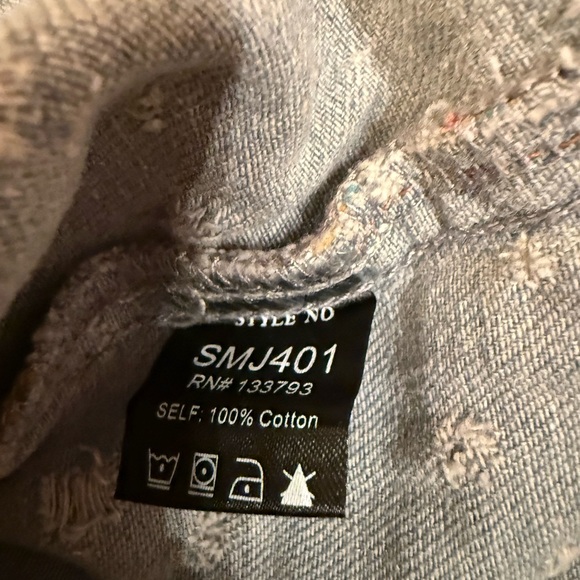 STYLE NO
SMJ401
RN# 133793
SELF: 100% Cotton